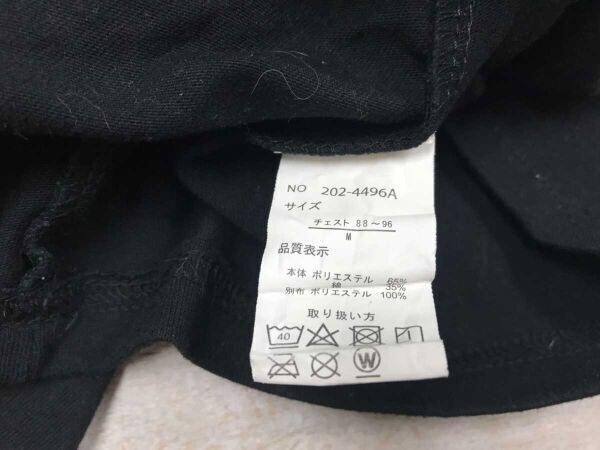 NO 202-4496A
サイズ
チェスト 88～96
M
品質表示
本体 ポリエステル 65%
綿 35%
別布 ポリエステル 100%
取り扱い方
40
W